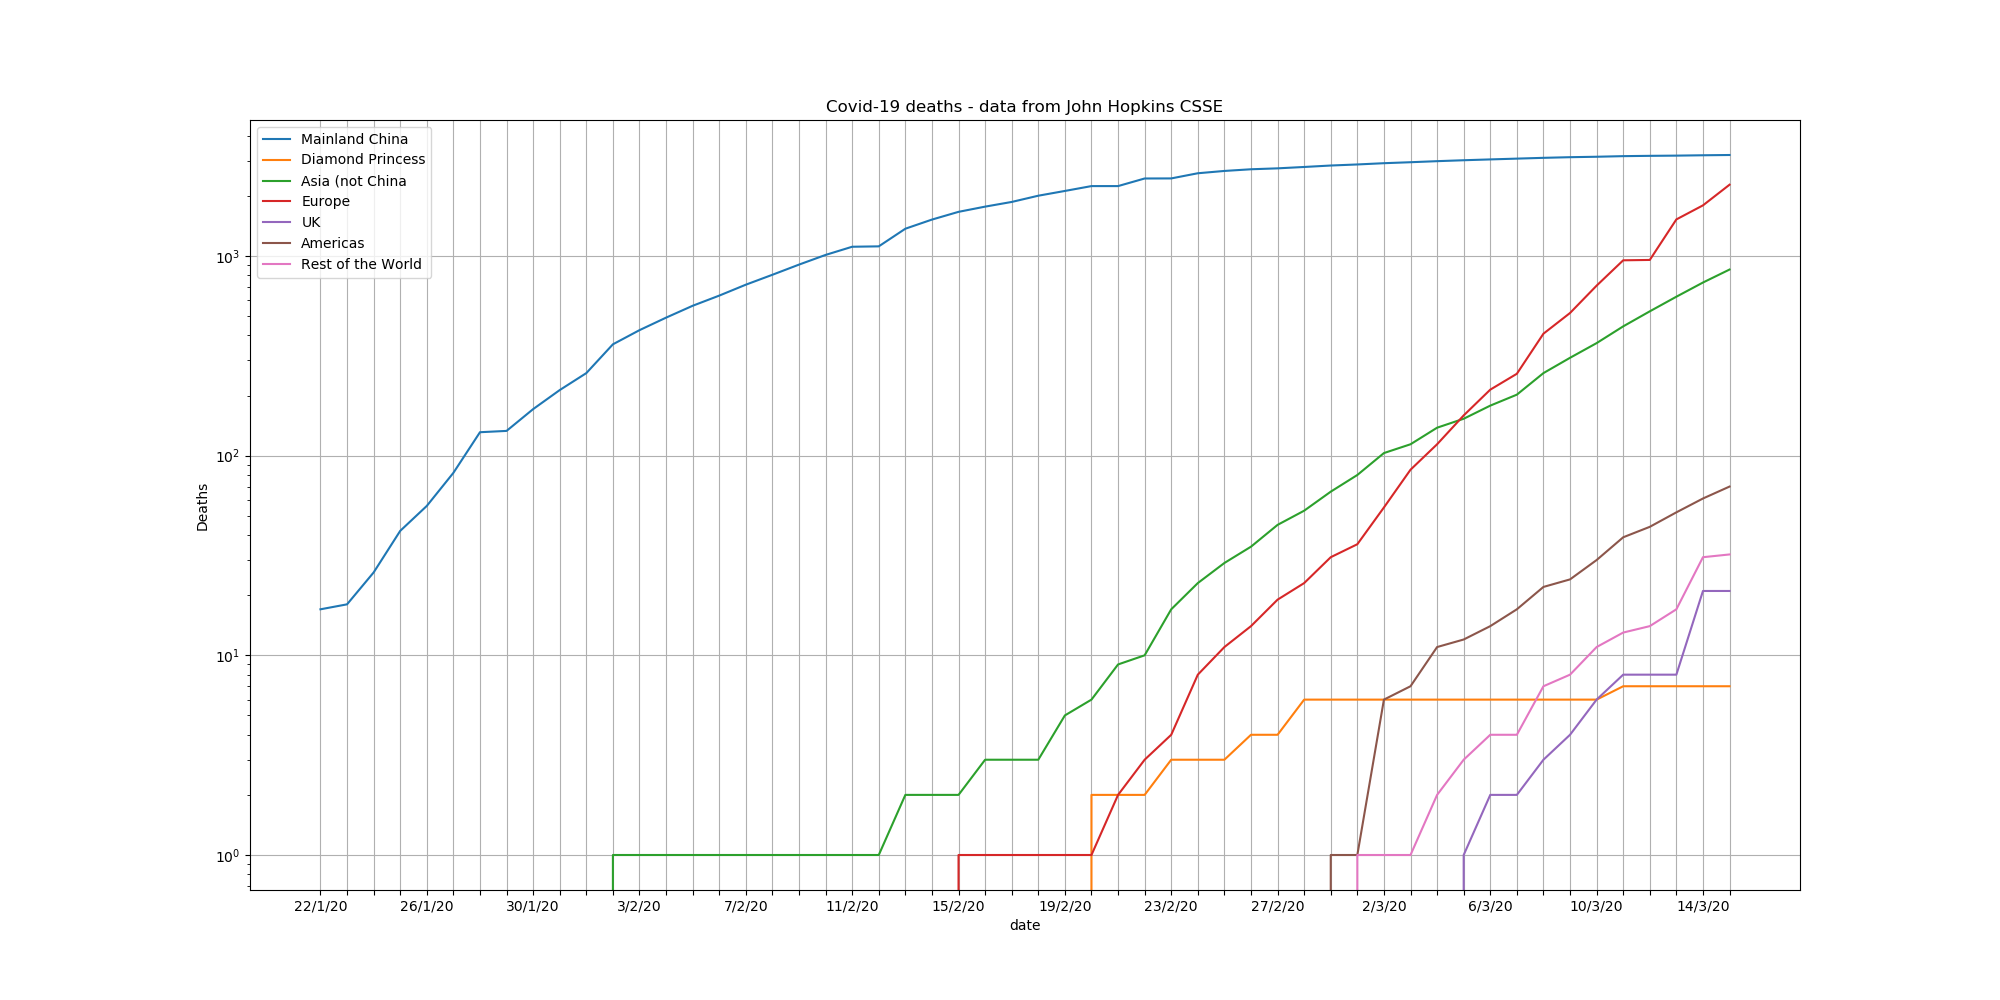 Covid-19 deaths - data from John Hopkins CSSE
Mainland China
Diamond Princess
Asia (not China
Europe
UK
Americas
Rest of the World
10³
10²
10¹
10⁰
Deaths
22/1/20 26/1/20 30/1/20 3/2/20 7/2/20 11/2/20 15/2/20 19/2/20 23/2/20 27/2/20 2/3/20 6/3/20 10/3/20 14/3/20
date